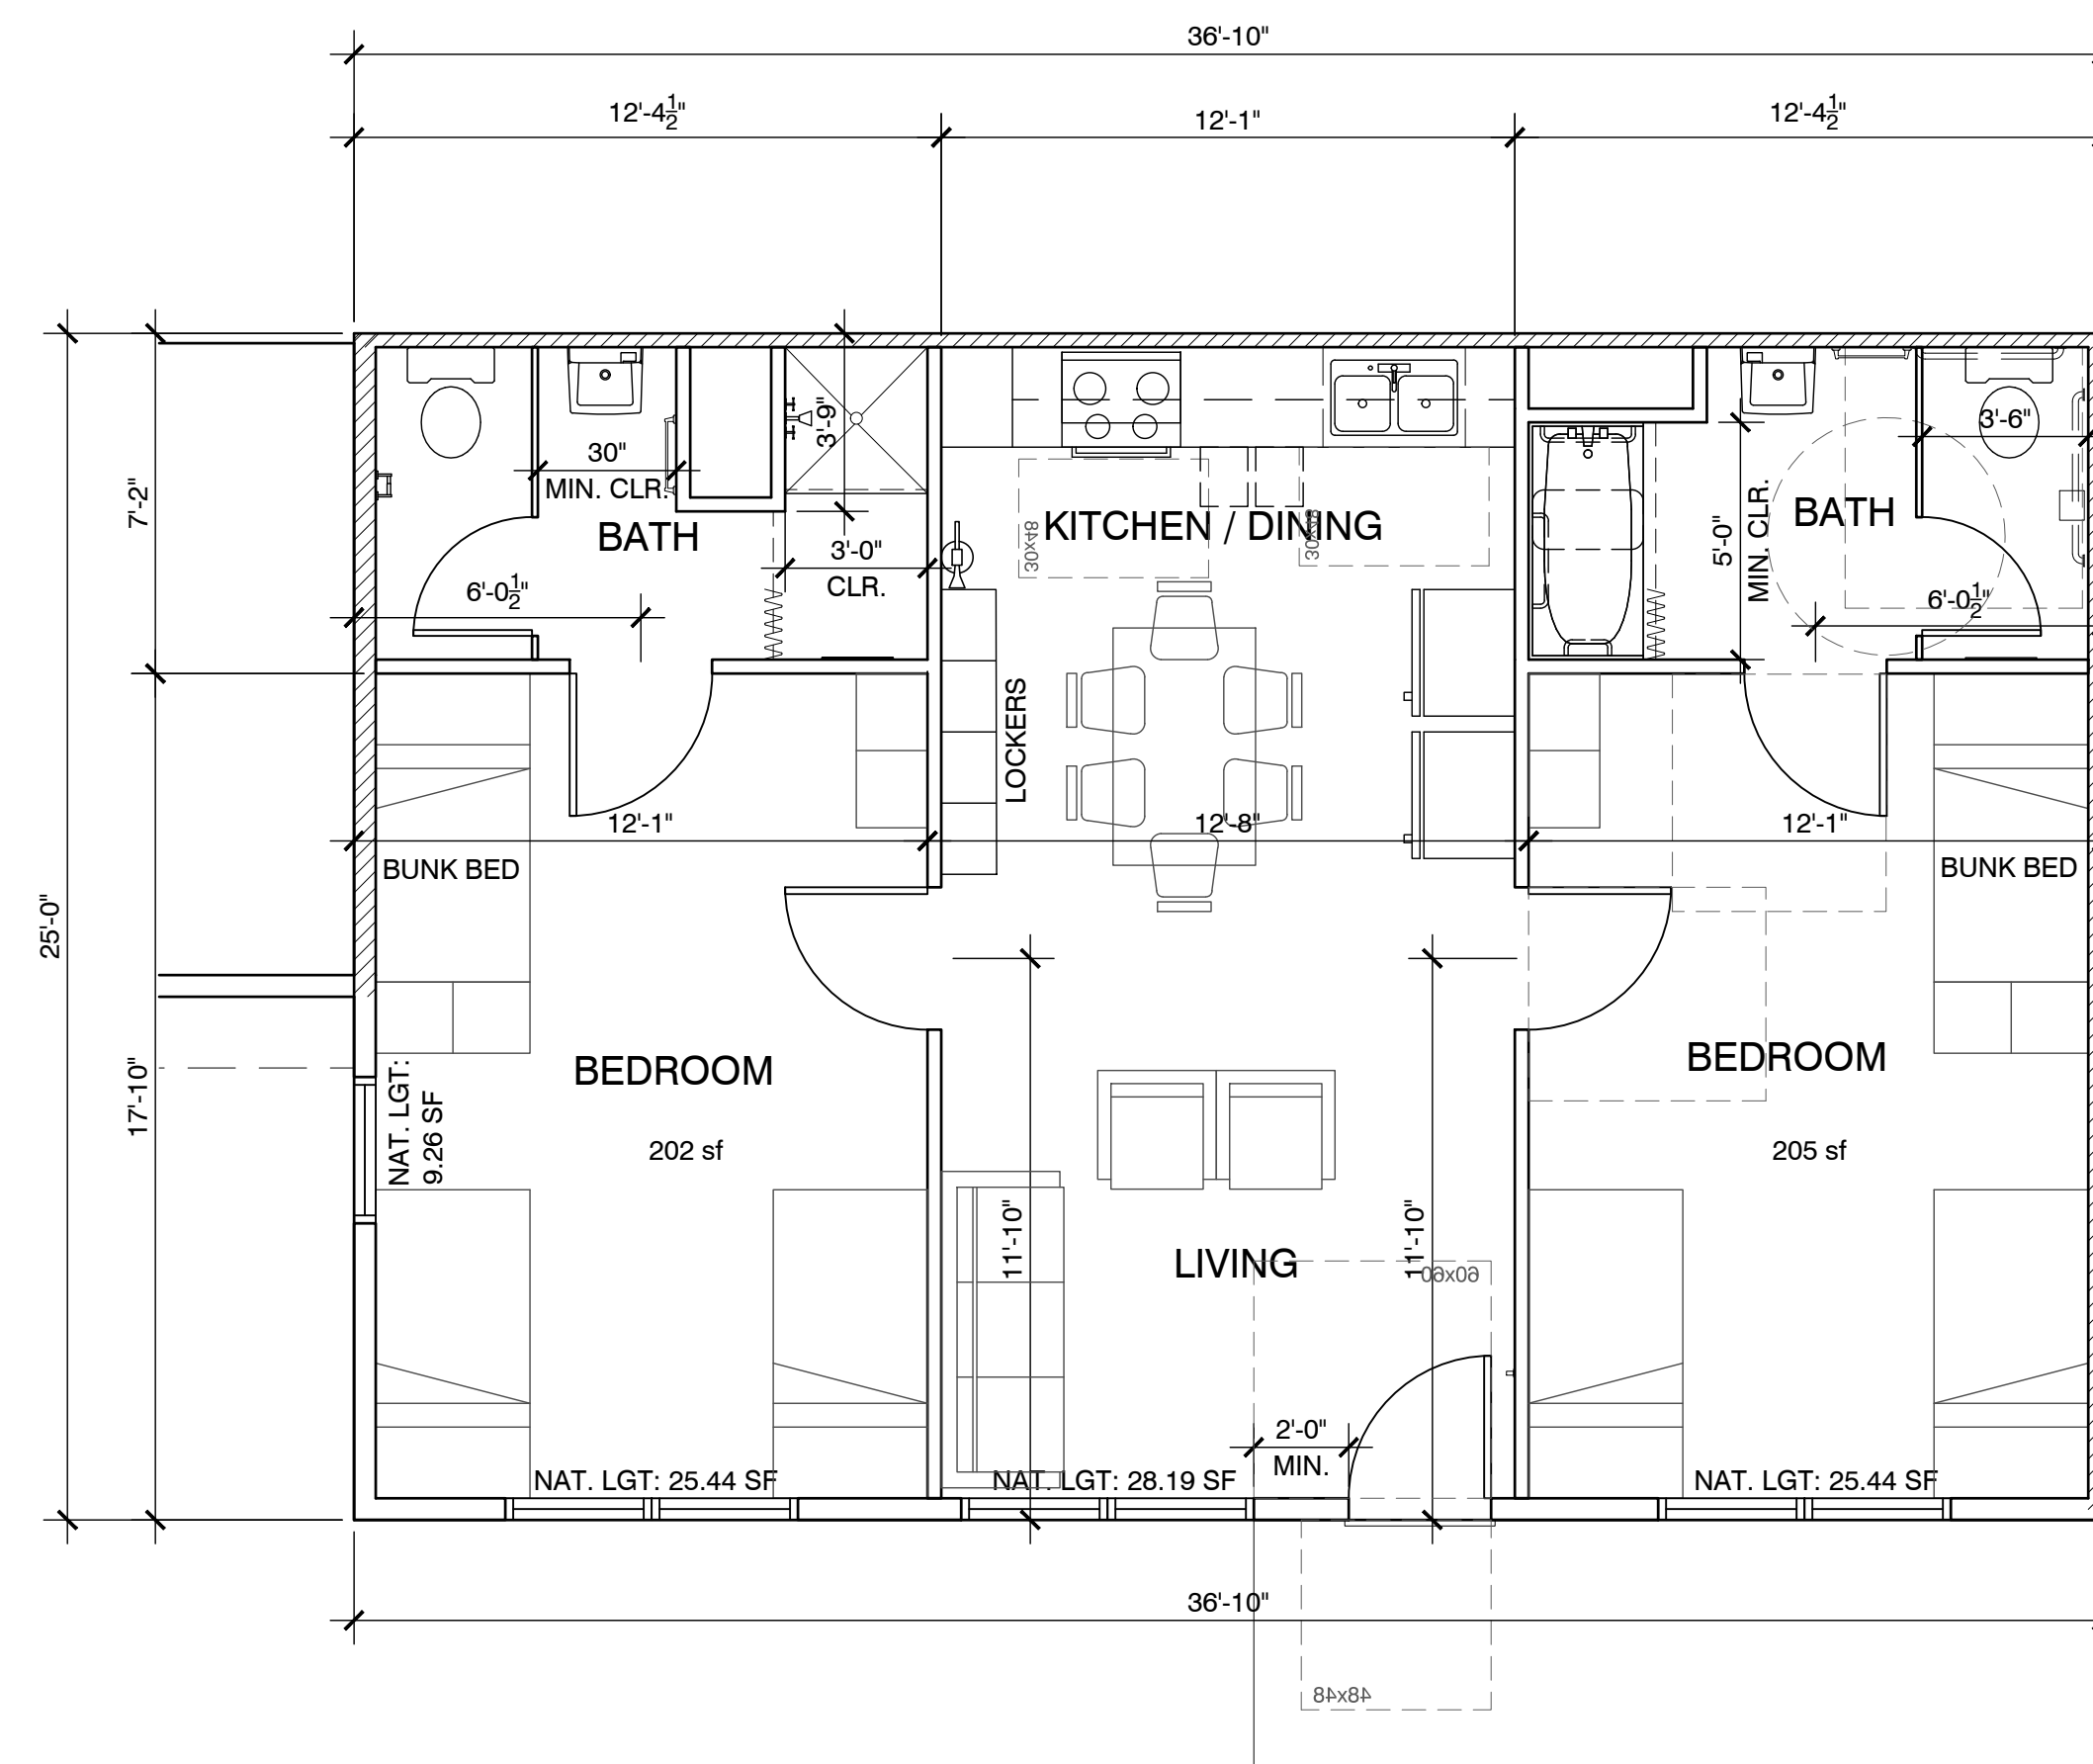 36'-10"
12'-4½"
12'-1"
12'-4½"
7'-2"
25'-0"
17'-10"
30"
MIN. CLR.
BATH
3'-9"
3'-0"
CLR.
6'-0½"
KITCHEN / DINING
30x48
30x48
LOCKERS
5'-0"
MIN. CLR.
BATH
3'-6"
6'-0½"
12'-1"
12'-8"
12'-1"
BUNK BED
BUNK BED
BEDROOM
202 sf
NAT. LGT:
9.26 SF
BEDROOM
205 sf
11'-10"
LIVING
11'-10"
60x60
2'-0"
MIN.
NAT. LGT: 25.44 SF
NAT. LGT: 28.19 SF
NAT. LGT: 25.44 SF
36'-10"
48x48